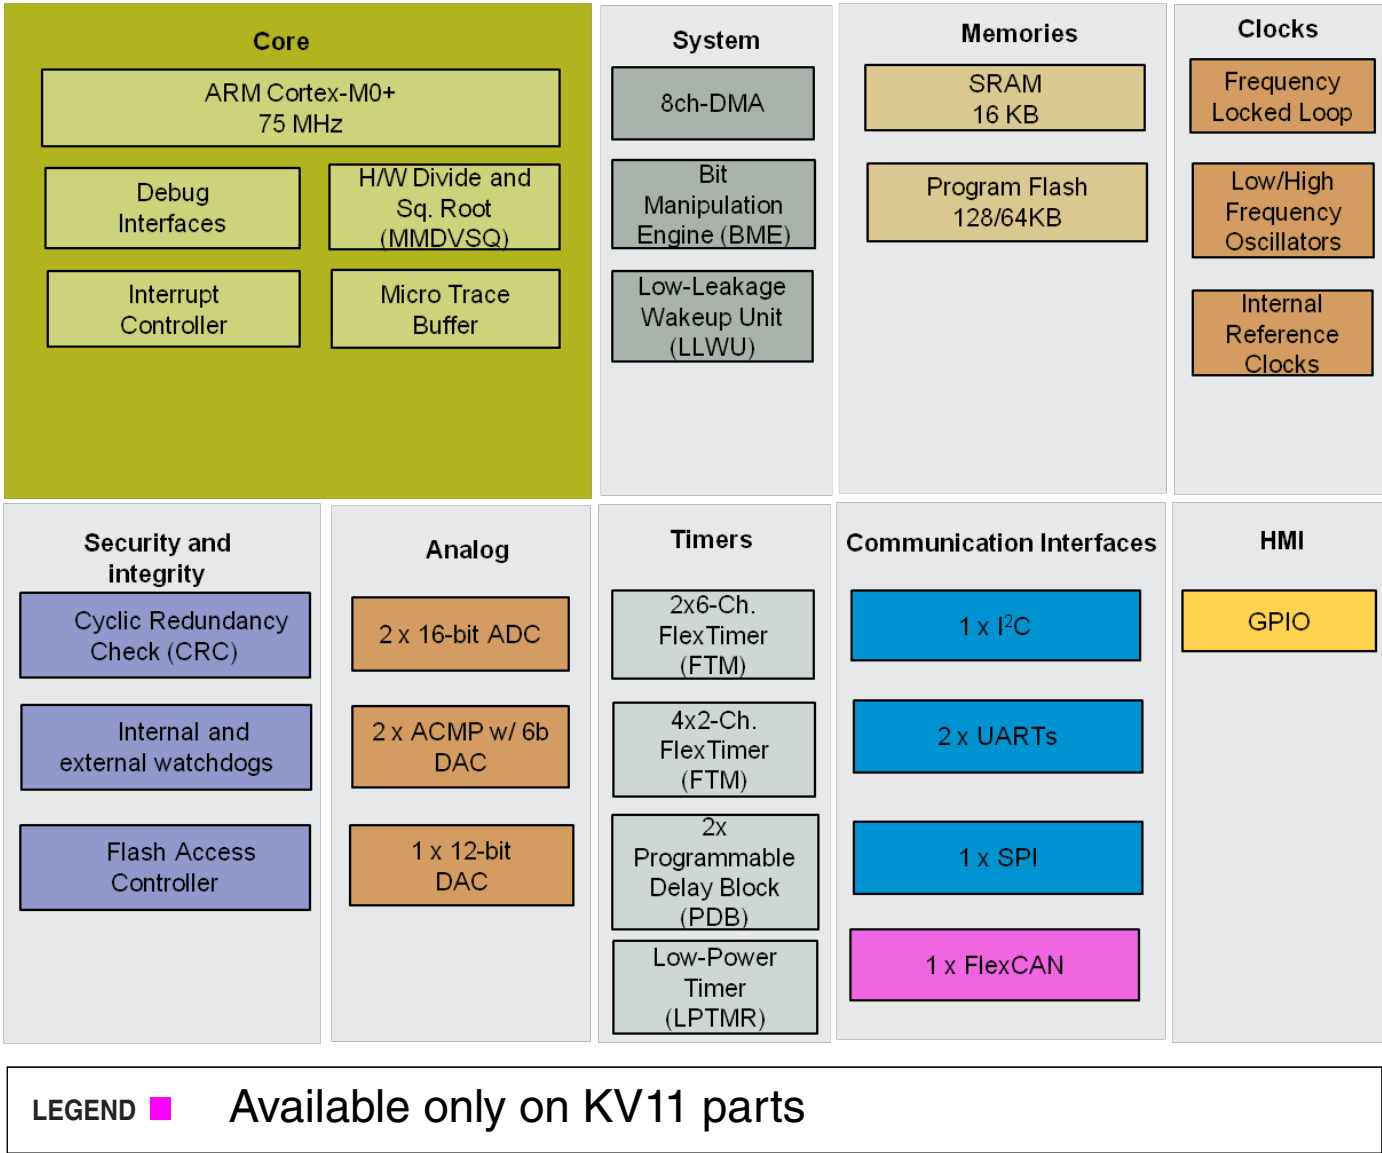 Core
ARM Cortex-M0+
75 MHz
Debug
Interfaces
H/W Divide and
Sq. Root
(MMDVSQ)
Interrupt
Controller
Micro Trace
Buffer
System
8ch-DMA
Bit
Manipulation
Engine (BME)
Low-Leakage
Wakeup Unit
(LLWU)
Memories
SRAM
16 KB
Program Flash
128/64KB
Clocks
Frequency
Locked Loop
Low/High
Frequency
Oscillators
Internal
Reference
Clocks
Security and
integrity
Cyclic Redundancy
Check (CRC)
Internal and
external watchdogs
Flash Access
Controller
Analog
2 x 16-bit ADC
2 x ACMP w/ 6b
DAC
1 x 12-bit
DAC
Timers
2x6-Ch.
FlexTimer
(FTM)
4x2-Ch.
FlexTimer
(FTM)
2x
Programmable
Delay Block
(PDB)
Low-Power
Timer
(LPTMR)
Communication Interfaces
1 x I²C
2 x UARTs
1 x SPI
1 x FlexCAN
HMI
GPIO
LEGEND Available only on KV11 parts